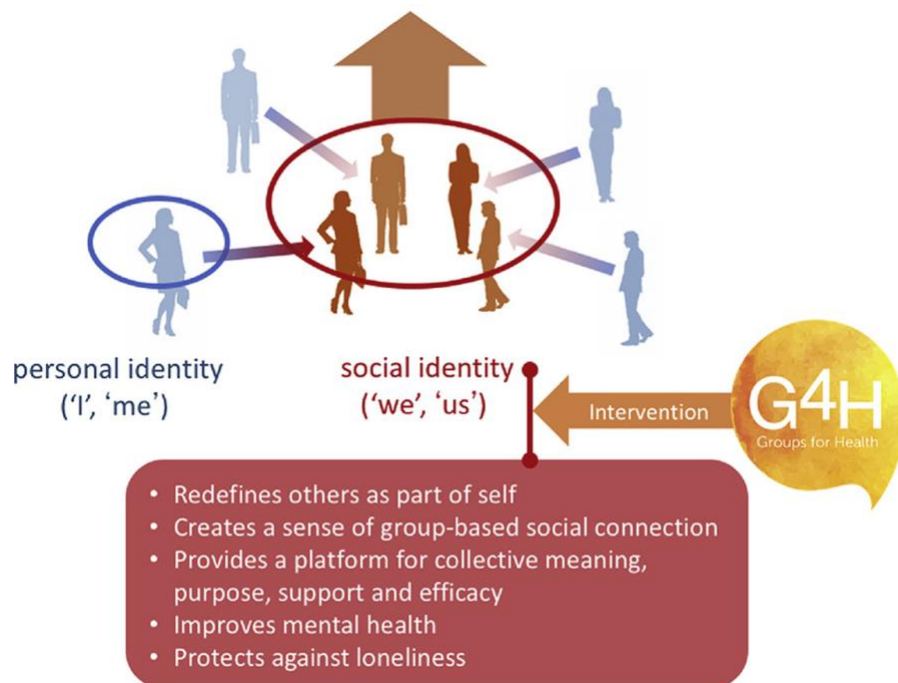 personal identity
(‘I’, ‘me’)
social identity
(‘we’, ‘us’)
Intervention
G4H
Groups for Health
• Redefines others as part of self
• Creates a sense of group-based social connection
• Provides a platform for collective meaning,
purpose, support and efficacy
• Improves mental health
• Protects against loneliness